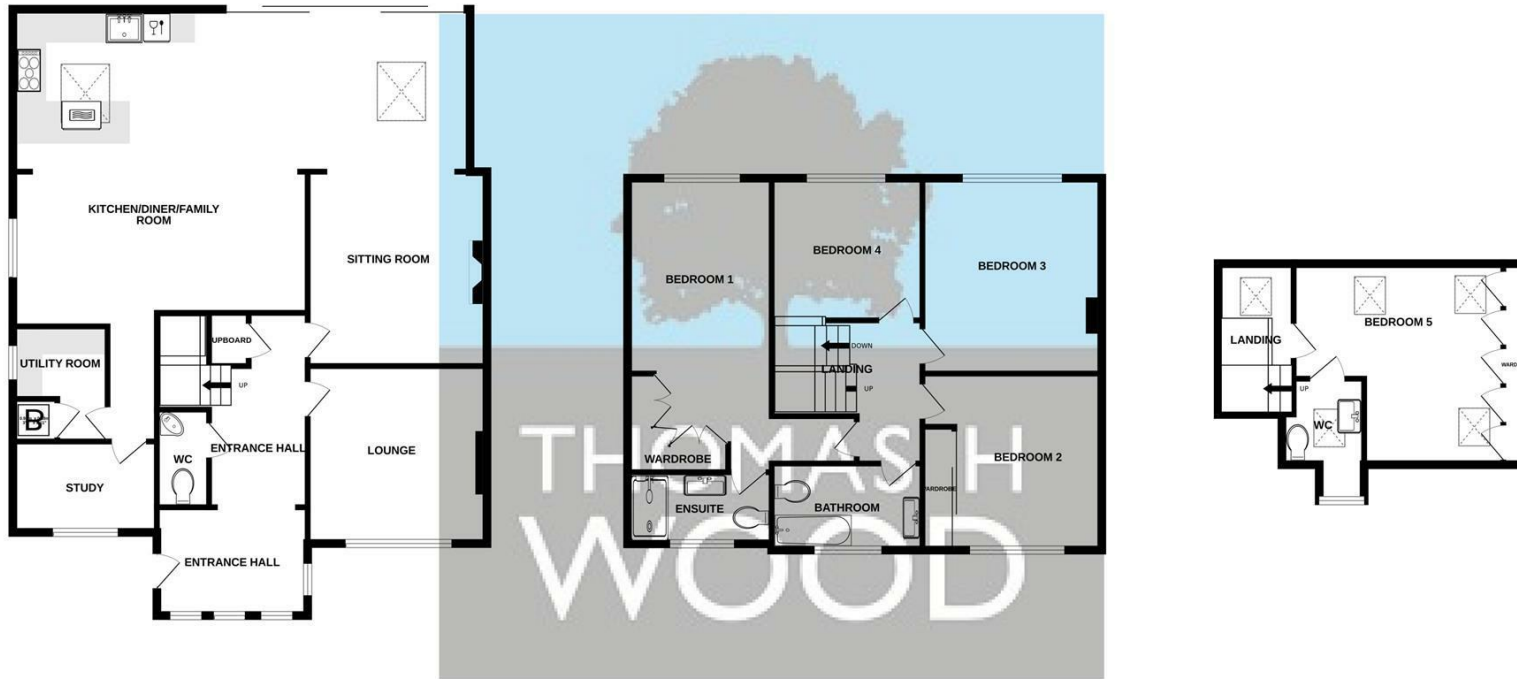 KITCHEN/DINER/FAMILY
ROOM
SITTING ROOM
UPBOARD
UTILITY ROOM
UP
B
ENTRANCE HALL
LOUNGE
WC
STUDY
ENTRANCE HALL
BEDROOM 1
BEDROOM 4
BEDROOM 3
DOWN
LANDING
UP
WARDROBE
BEDROOM 2
WARDROBE
ENSUITE
BATHROOM
THOMAS H
WOOD
BEDROOM 5
LANDING
WARD
UP
WC